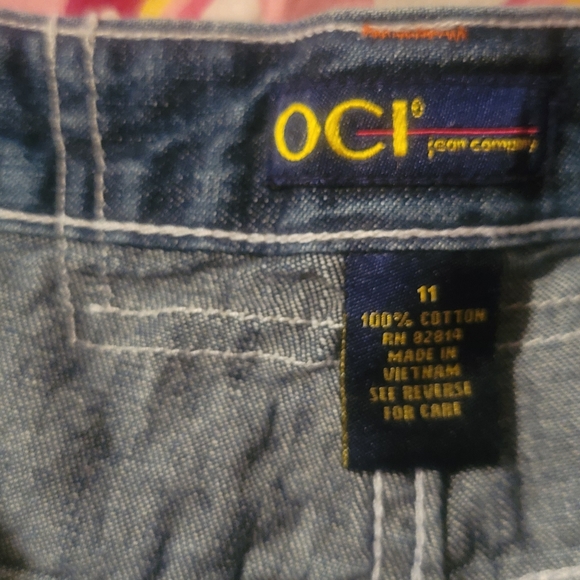 OCI®
jean company
11
100% COTTON
RN 82814
MADE IN
VIETNAM
SEE REVERSE
FOR CARE